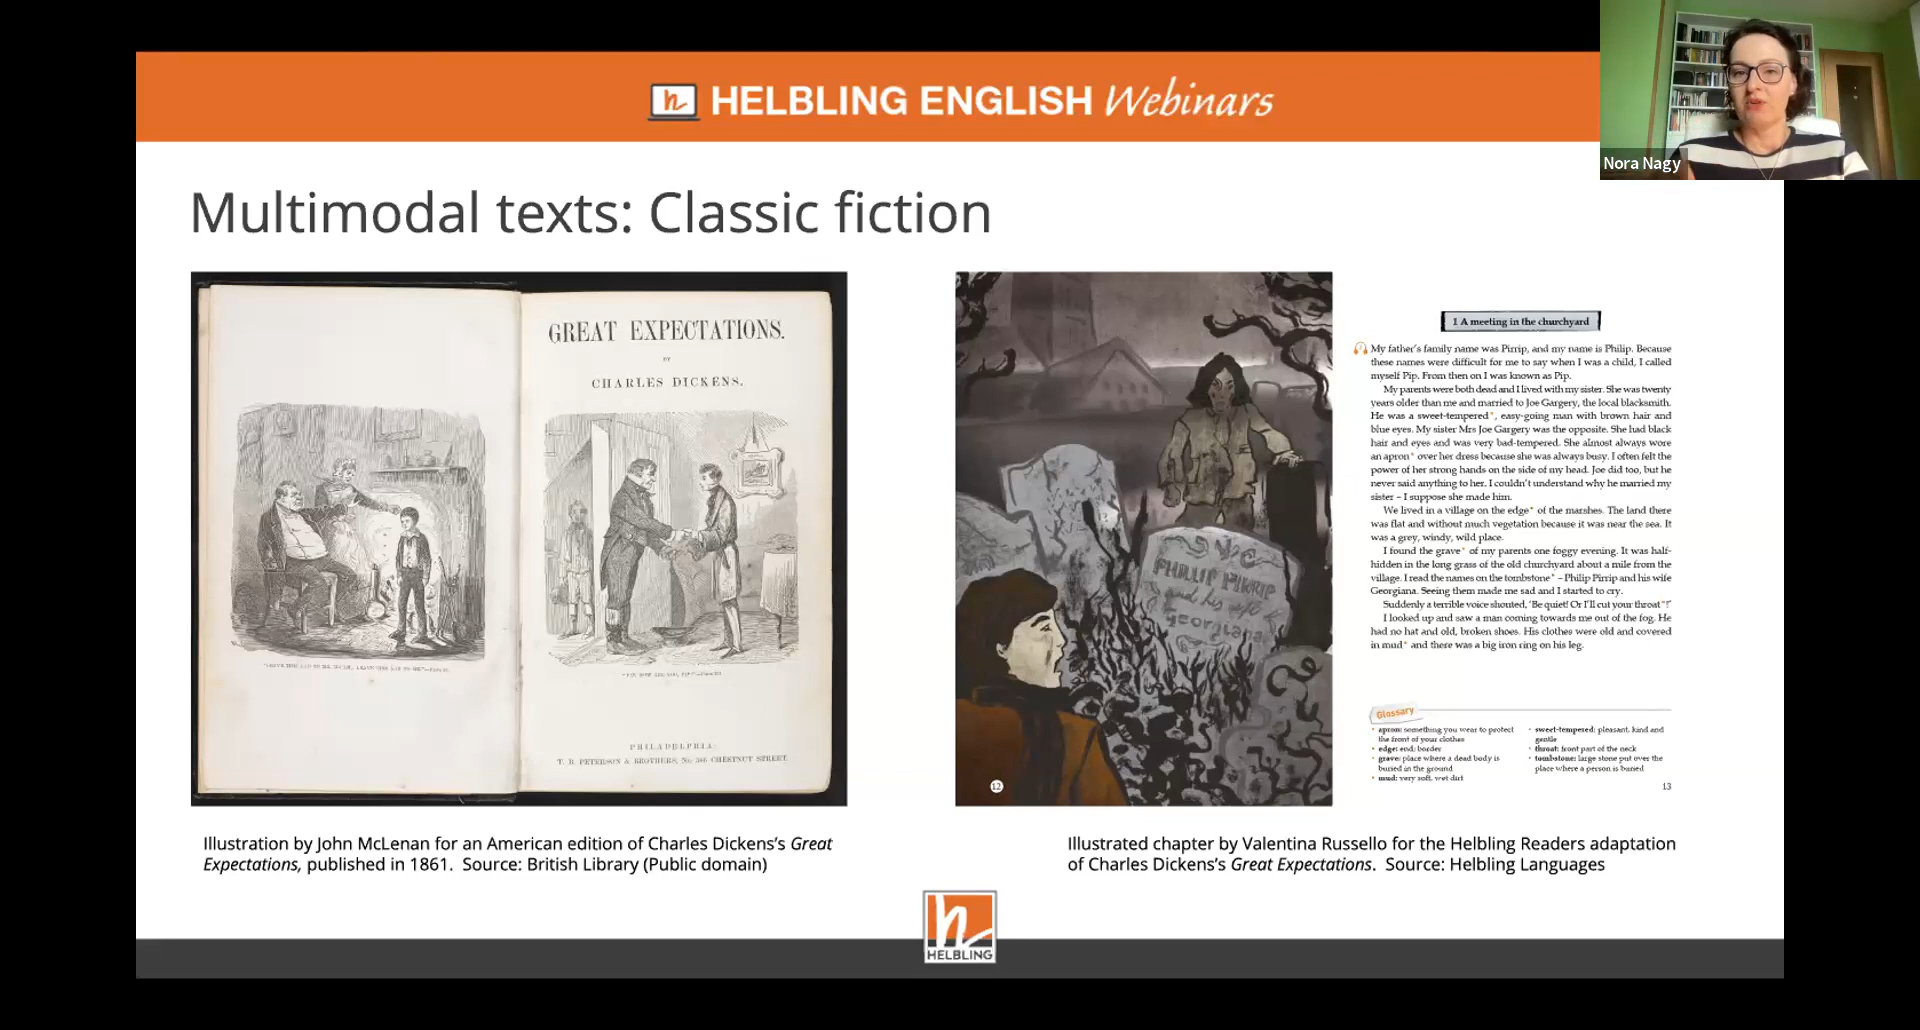 HELBLING ENGLISH Webinars
Nora Nagy
Multimodal texts: Classic fiction
GREAT EXPECTATIONS.
BY
CHARLES DICKENS.
PHILADELPHIA:
T. B. PETERSON & BROTHERS, No. 306 CHESTNUT STREET.
PHILLIP PIRRIP
and his wife
Georgiana
12
1 A meeting in the churchyard
My father's family name was Pirrip, and my name is Philip. Because
these names were difficult for me to say when I was a child, I called
myself Pip. From then on I was known as Pip.
My parents were both dead and I lived with my sister. She was twenty
years older than me and married to Joe Gargery, the local blacksmith.
He was a sweet-tempered*, easy-going man with brown hair and
blue eyes. My sister Mrs Joe Gargery was the opposite. She had black
hair and eyes and was very bad-tempered. She almost always wore
an apron* over her dress because she was always busy. I often felt the
power of her strong hands on the side of my head. Joe did too, but he
never said anything to her. I couldn't understand why he married my
sister – I suppose she made him.
We lived in a village on the edge* of the marshes. The land there
was flat and without much vegetation because it was near the sea. It
was a grey, windy, wild place.
I found the grave* of my parents one foggy evening. It was half-
hidden in the long grass of the old churchyard about a mile from the
village. I read the names on the tombstone* – Philip Pirrip and his wife
Georgiana. Seeing them made me sad and I started to cry.
Suddenly a terrible voice shouted, 'Be quiet! Or I'll cut your throat*!'
I looked up and saw a man coming towards me out of the fog. He
had no hat and old, broken shoes. His clothes were old and covered
in mud* and there was a big iron ring on his leg.
Glossary
• apron: something you wear to protect
the front of your clothes
• edge: end; border
• grave: place where a dead body is
buried in the ground
• mud: very soft, wet dirt
• sweet-tempered: pleasant, kind and
gentle
• throat: front part of the neck
• tombstone: large stone put over the
place where a person is buried
13
Illustration by John McLenan for an American edition of Charles Dickens's Great
Expectations, published in 1861. Source: British Library (Public domain)
Illustrated chapter by Valentina Russello for the Helbling Readers adaptation
of Charles Dickens's Great Expectations. Source: Helbling Languages
HELBLING